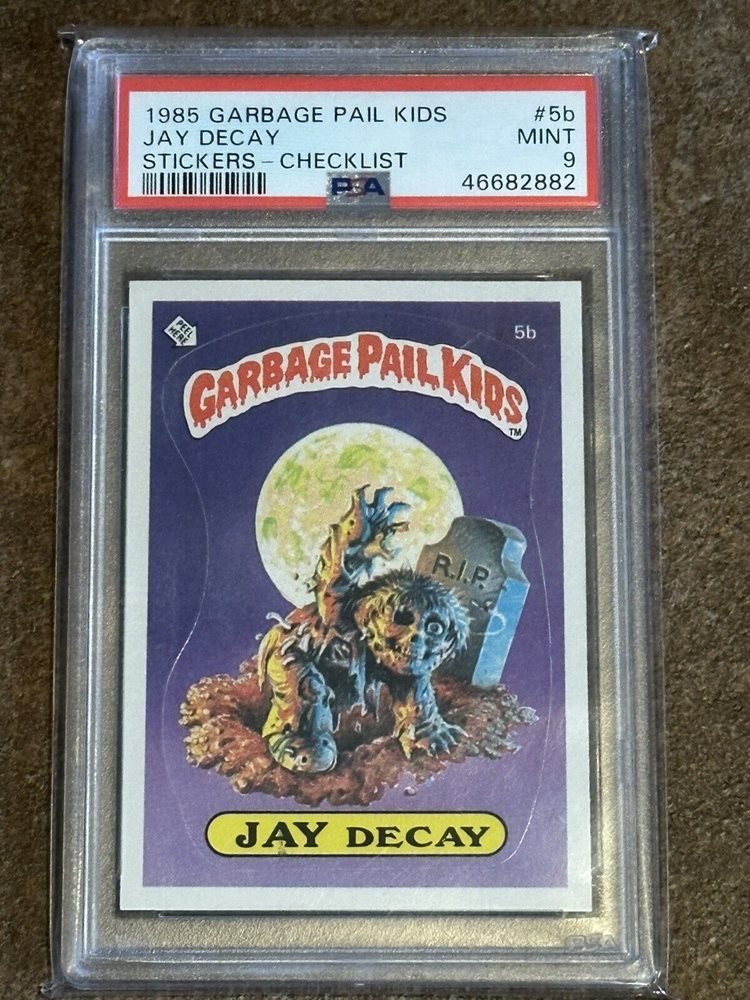 1985 GARBAGE PAIL KIDS #5b
JAY DECAY MINT
STICKERS - CHECKLIST 9
PSA 46682882
PEEL HERE
5b
GARBAGE PAIL KIDS
TM
R.I.P.
JAY DECAY
PSA